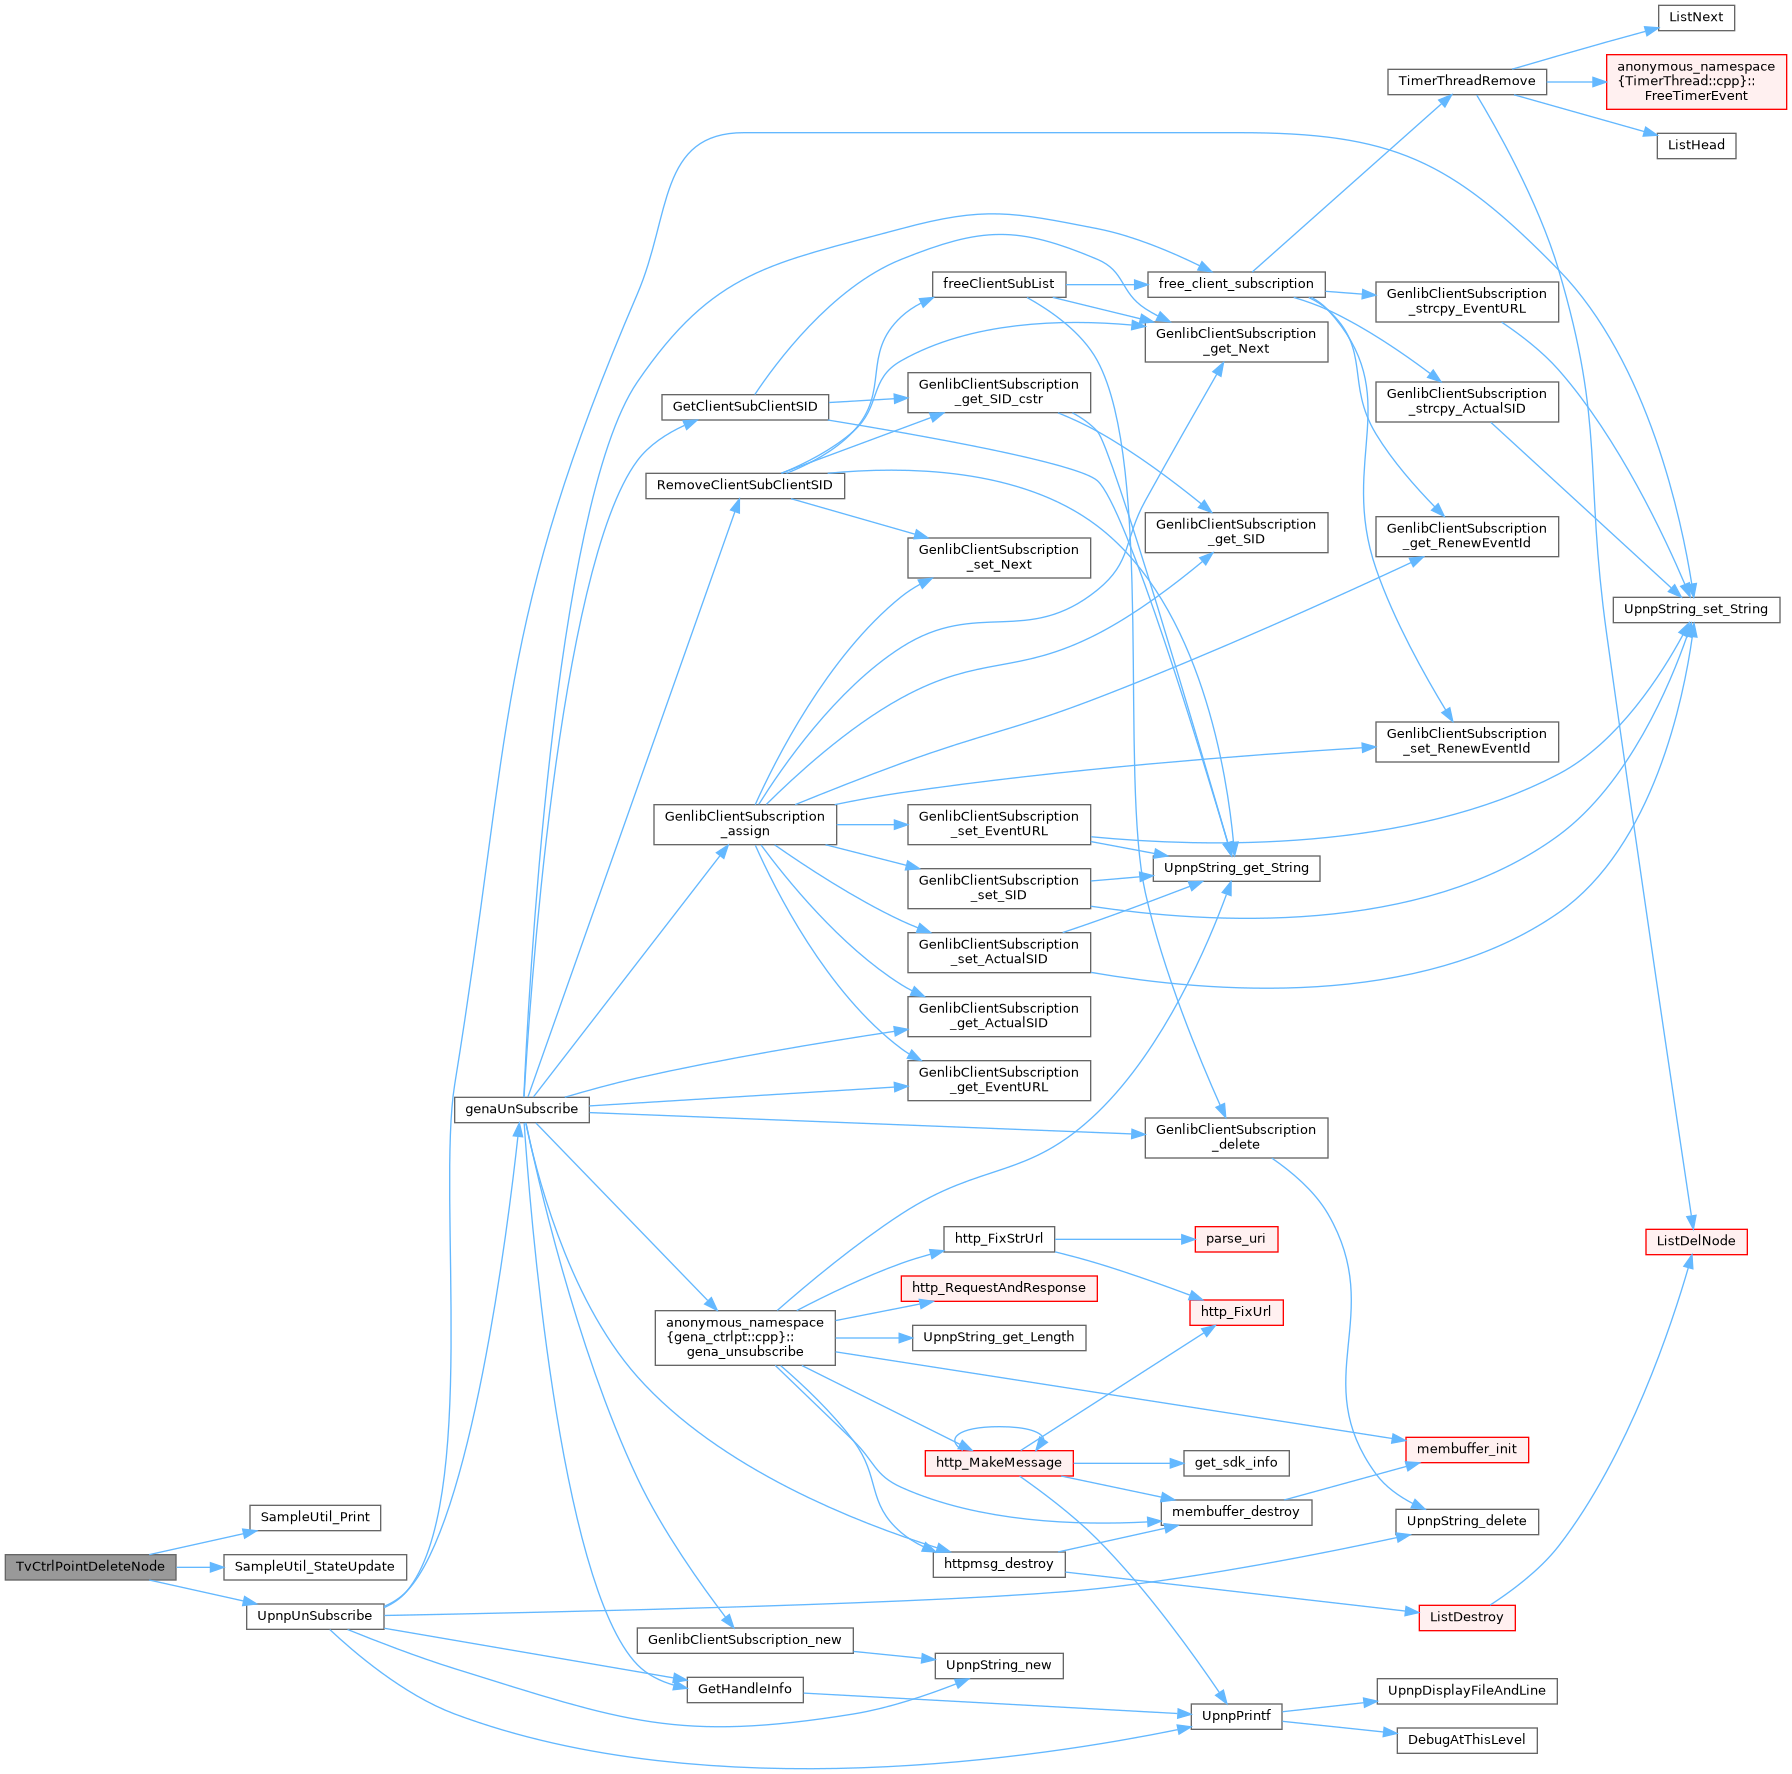 ListNext
TimerThreadRemove
anonymous_namespace
{TimerThread::cpp}::
FreeTimerEvent
ListHead
freeClientSubList
free_client_subscription
GenlibClientSubscription
_strcpy_EventURL
GenlibClientSubscription
_get_Next
GetClientSubClientSID
GenlibClientSubscription
_get_SID_cstr
GenlibClientSubscription
_strcpy_ActualSID
RemoveClientSubClientSID
GenlibClientSubscription
_set_Next
GenlibClientSubscription
_get_SID
GenlibClientSubscription
_get_RenewEventId
UpnpString_set_String
GenlibClientSubscription
_set_RenewEventId
GenlibClientSubscription
_assign
GenlibClientSubscription
_set_EventURL
UpnpString_get_String
GenlibClientSubscription
_set_SID
GenlibClientSubscription
_set_ActualSID
GenlibClientSubscription
_get_ActualSID
GenlibClientSubscription
_get_EventURL
genaUnSubscribe
GenlibClientSubscription
_delete
http_FixStrUrl
parse_uri
ListDelNode
http_RequestAndResponse
http_FixUrl
anonymous_namespace
{gena_ctrlpt::cpp}::
gena_unsubscribe
UpnpString_get_Length
http_MakeMessage
get_sdk_info
membuffer_init
membuffer_destroy
UpnpString_delete
SampleUtil_Print
TvCtrlPointDeleteNode
SampleUtil_StateUpdate
httpmsg_destroy
UpnpUnSubscribe
ListDestroy
GenlibClientSubscription_new
UpnpString_new
GetHandleInfo
UpnpPrintf
UpnpDisplayFileAndLine
DebugAtThisLevel